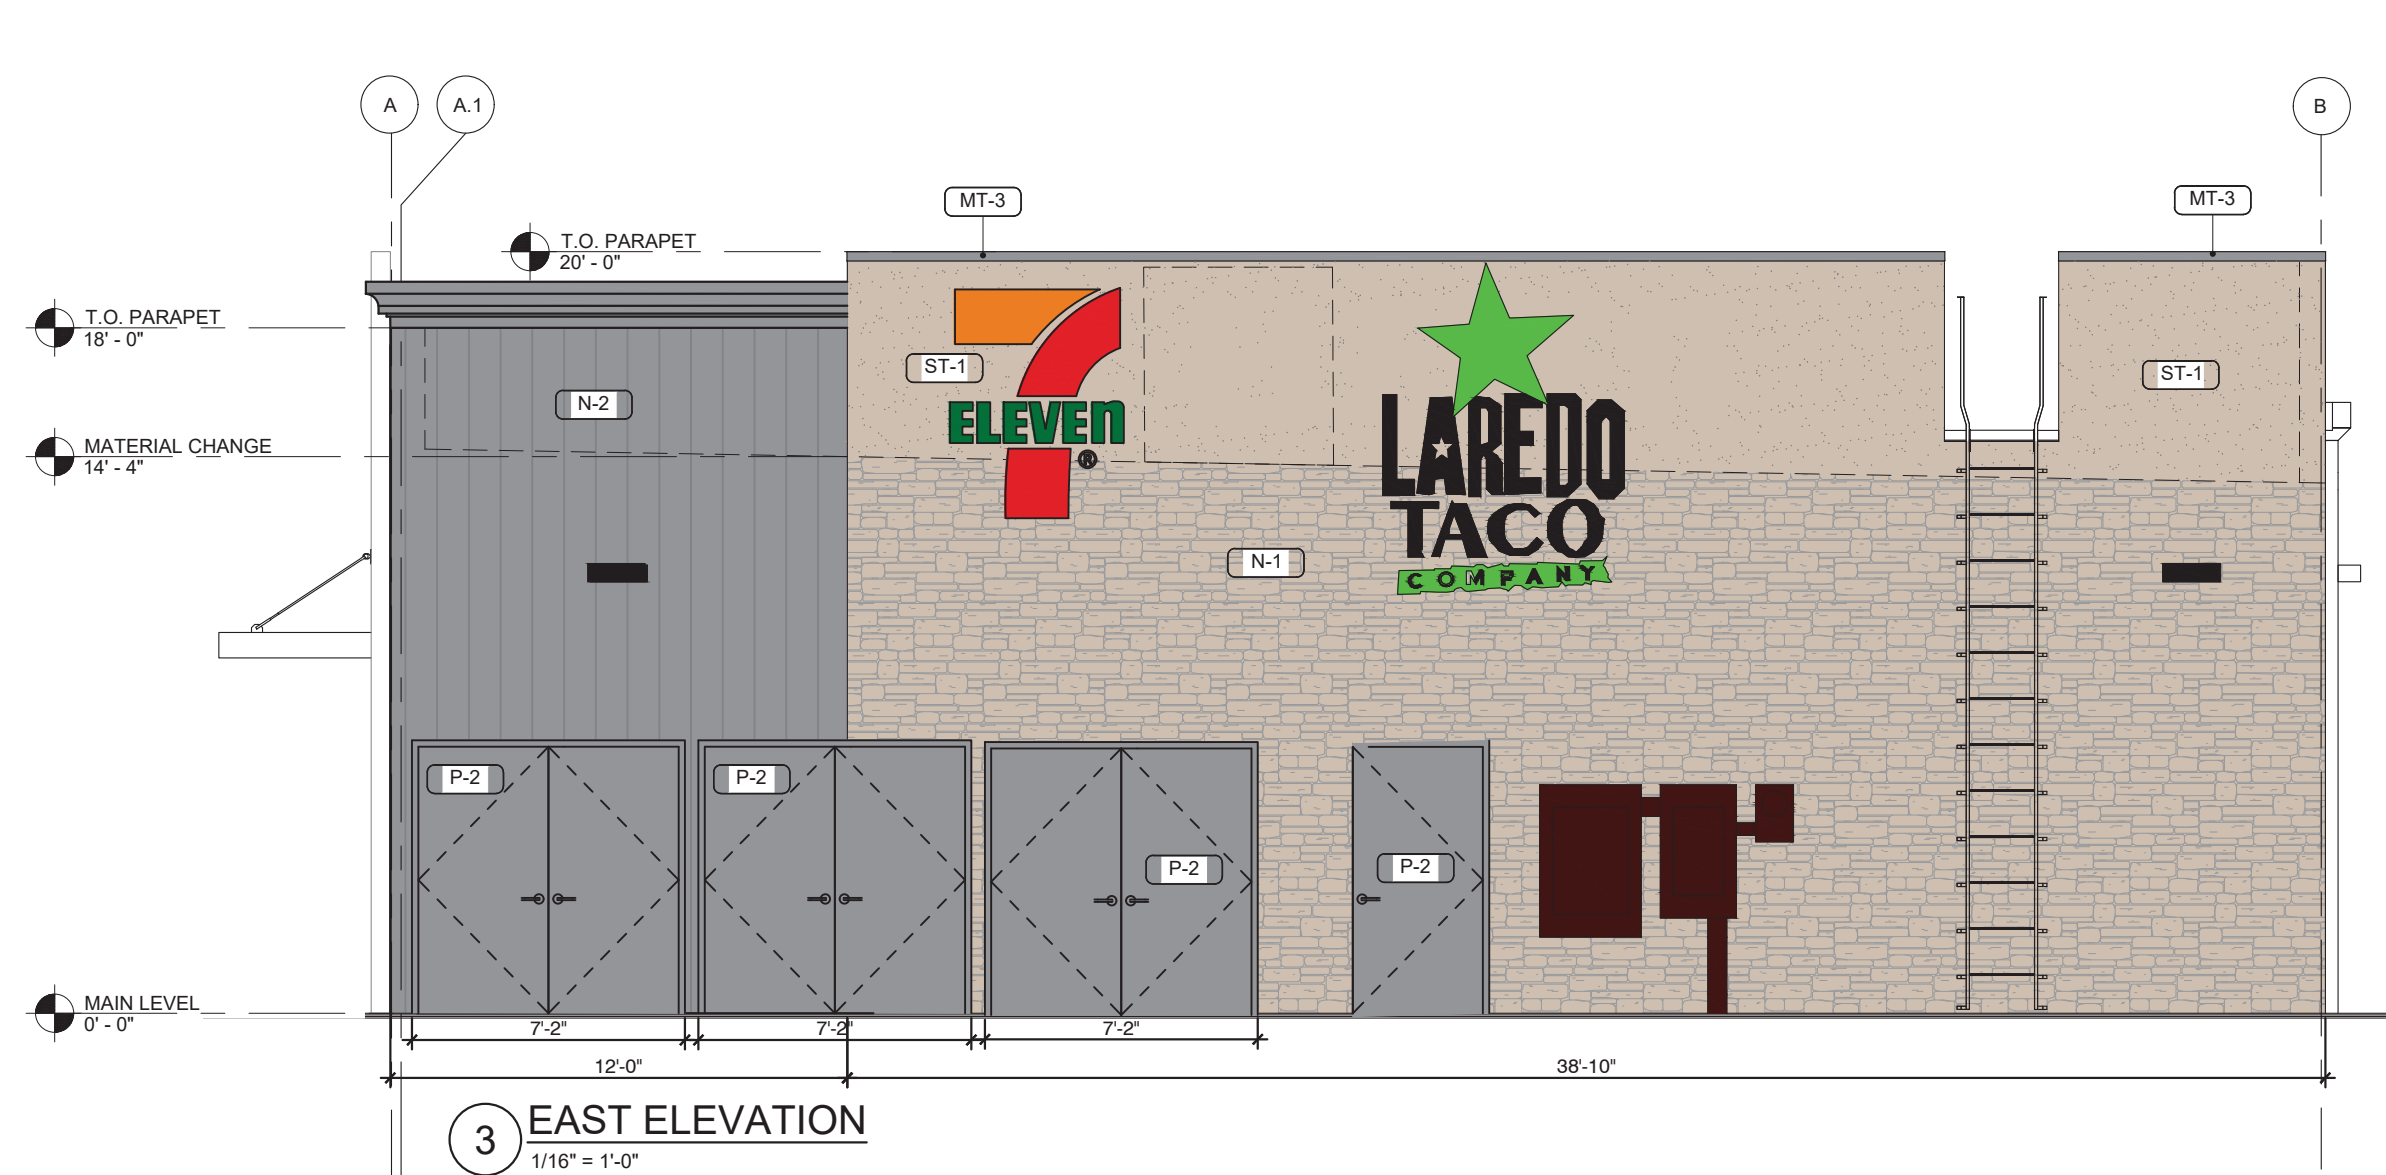 A
A.1
B
MT-3
MT-3
T.O. PARAPET
20' - 0"
T.O. PARAPET
18' - 0"
ST-1
ST-1
N-2
ELEVEn
®
MATERIAL CHANGE
14' - 4"
LAREDO
TACO
COMPANY
N-1
P-2
P-2
P-2
P-2
MAIN LEVEL
0' - 0"
7'-2"
7'-2"
7'-2"
12'-0"
38'-10"
3
EAST ELEVATION
1/16" = 1'-0"